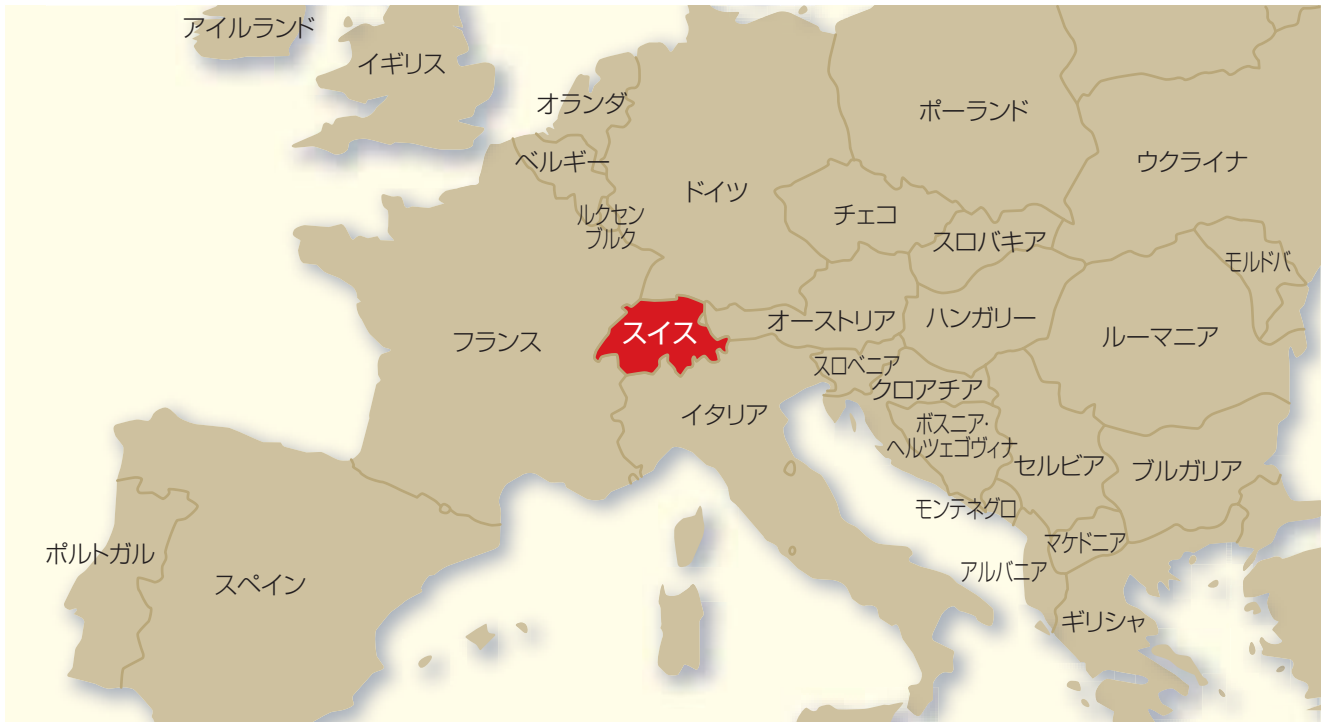 アイルランド
イギリス
オランダ
ポーランド
ベルギー
ウクライナ
ドイツ
チェコ
ルクセン
ブルク
スロバキア
モルドバ
スイス
オーストリア
ハンガリー
ルーマニア
フランス
スロベニア
クロアチア
イタリア
ボスニア・
ヘルツェゴヴィナ
セルビア
ブルガリア
モンテネグロ
マケドニア
ポルトガル
アルバニア
スペイン
ギリシャ